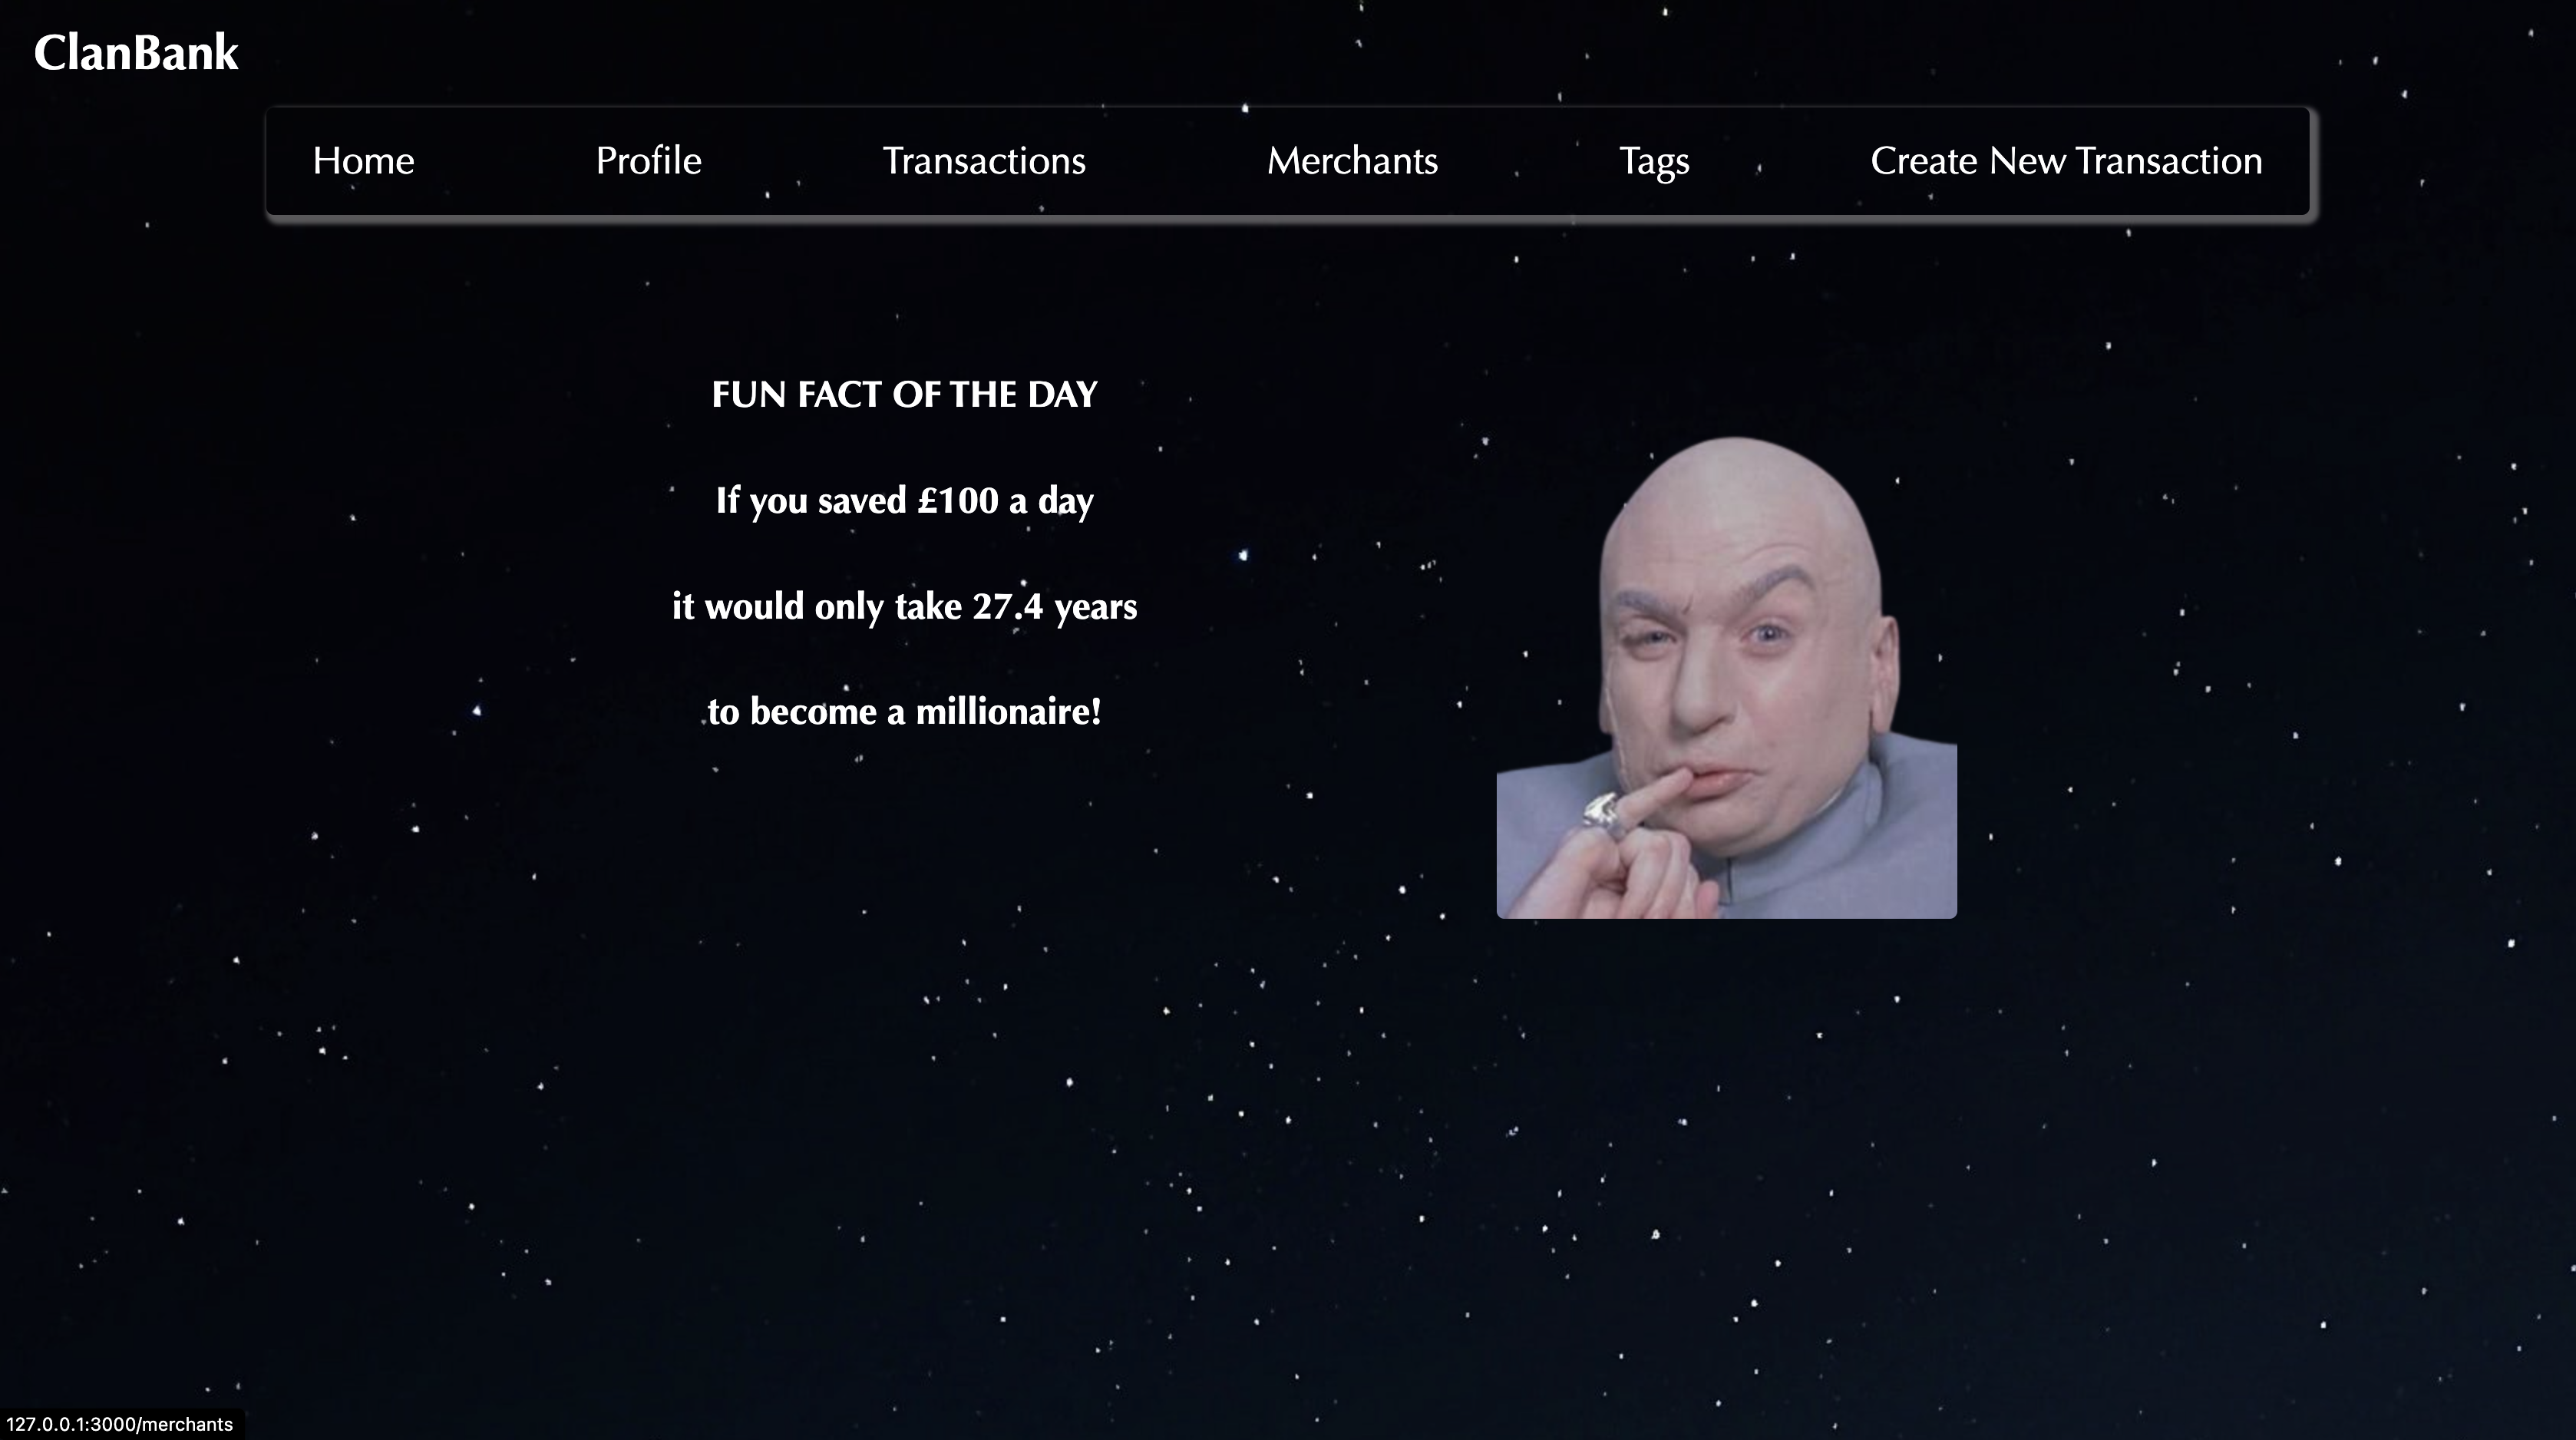 ClanBank
Home Profile Transactions Merchants Tags Create New Transaction
FUN FACT OF THE DAY
If you saved £100 a day
it would only take 27.4 years
to become a millionaire!
127.0.0.1:3000/merchants